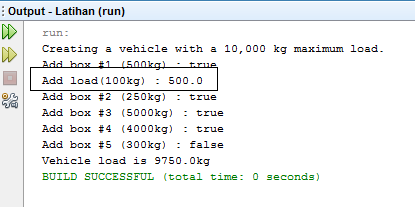 Output - Latihan (run)
run:
Creating a vehicle with a 10,000 kg maximum load.
Add box #1 (500kg) : true
Add load(100kg) : 500.0
Add box #2 (250kg) : true
Add box #3 (5000kg) : true
Add box #4 (4000kg) : true
Add box #5 (300kg) : false
Vehicle load is 9750.0kg
BUILD SUCCESSFUL (total time: 0 seconds)